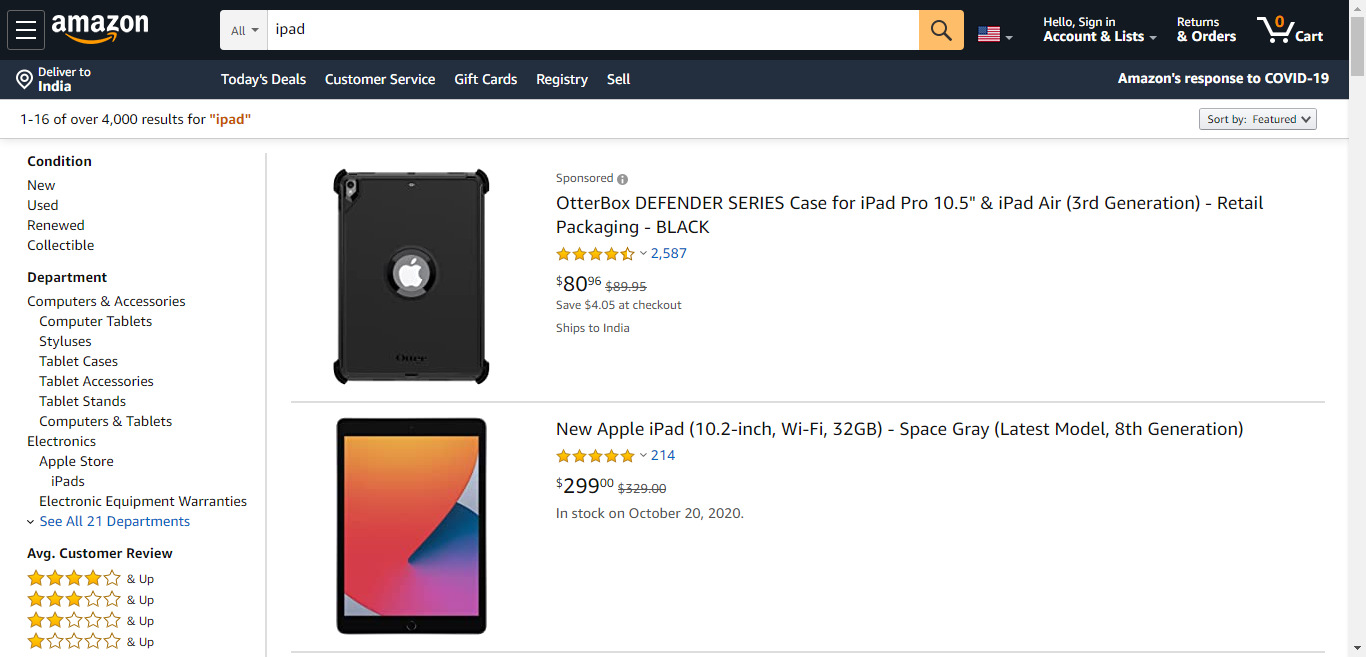 amazon
All
ipad
Hello, Sign in
Account & Lists
Returns
& Orders
0
Cart
Deliver to
India
Today's Deals
Customer Service
Gift Cards
Registry
Sell
Amazon's response to COVID-19
1-16 of over 4,000 results for "ipad"
Sort by: Featured
Condition
New
Used
Renewed
Collectible
Department
Computers & Accessories
Computer Tablets
Styluses
Tablet Cases
Tablet Accessories
Tablet Stands
Computers & Tablets
Electronics
Apple Store
iPads
Electronic Equipment Warranties
See All 21 Departments
Avg. Customer Review
& Up
& Up
& Up
& Up
Otter
Sponsored
OtterBox DEFENDER SERIES Case for iPad Pro 10.5" & iPad Air (3rd Generation) - Retail
Packaging - BLACK
2,587
$80 96 $89.95
Save $4.05 at checkout
Ships to India
New Apple iPad (10.2-inch, Wi-Fi, 32GB) - Space Gray (Latest Model, 8th Generation)
214
$299 00 $329.00
In stock on October 20, 2020.